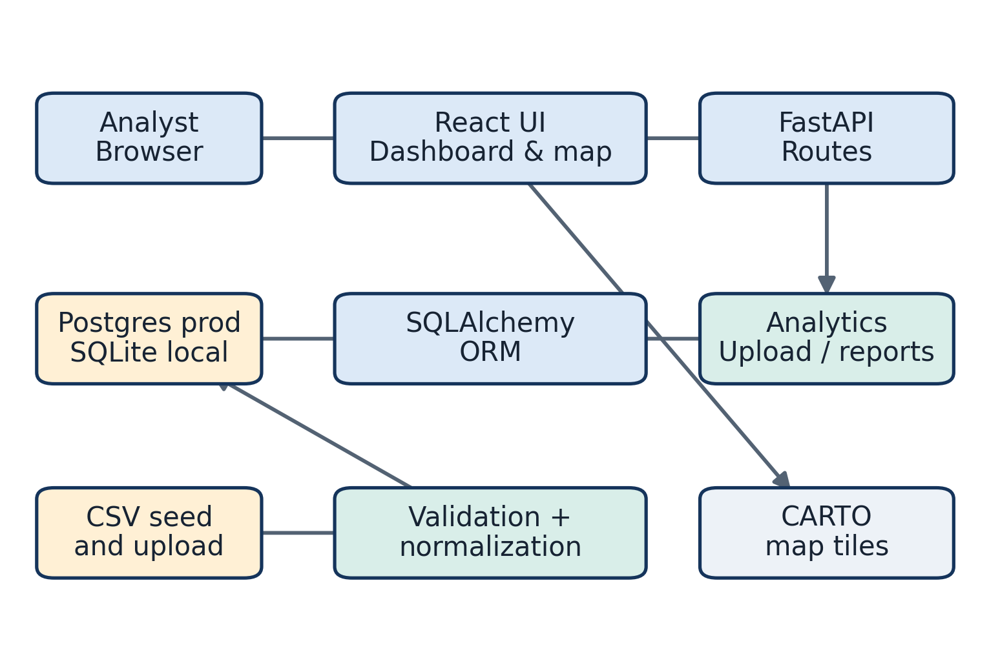 Analyst
Browser
React UI
Dashboard & map
FastAPI
Routes
Postgres prod
SQLite local
SQLAlchemy
ORM
Analytics
Upload / reports
CSV seed
and upload
Validation +
normalization
CARTO
map tiles